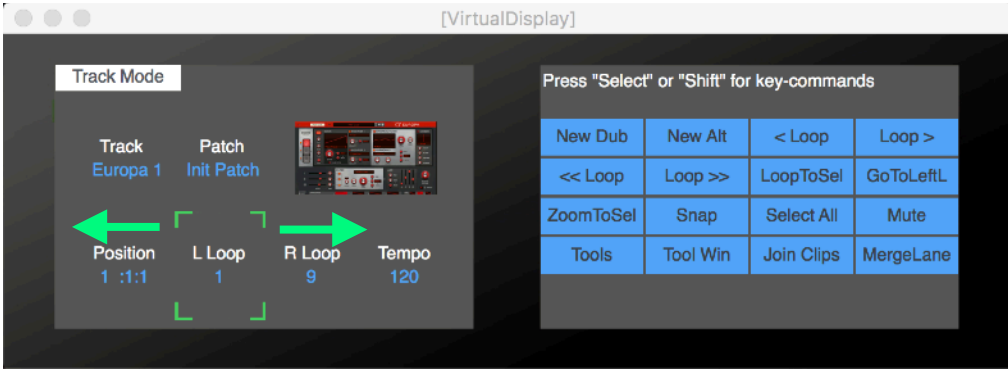 [VirtualDisplay]
Track Mode
Track Patch
Europa 1 Init Patch
Position L Loop R Loop Tempo
1 :1:1 1 9 120
Press "Select" or "Shift" for key-commands
New Dub New Alt < Loop Loop >
<< Loop Loop >> LoopToSel GoToLeftL
ZoomToSel Snap Select All Mute
Tools Tool Win Join Clips MergeLane